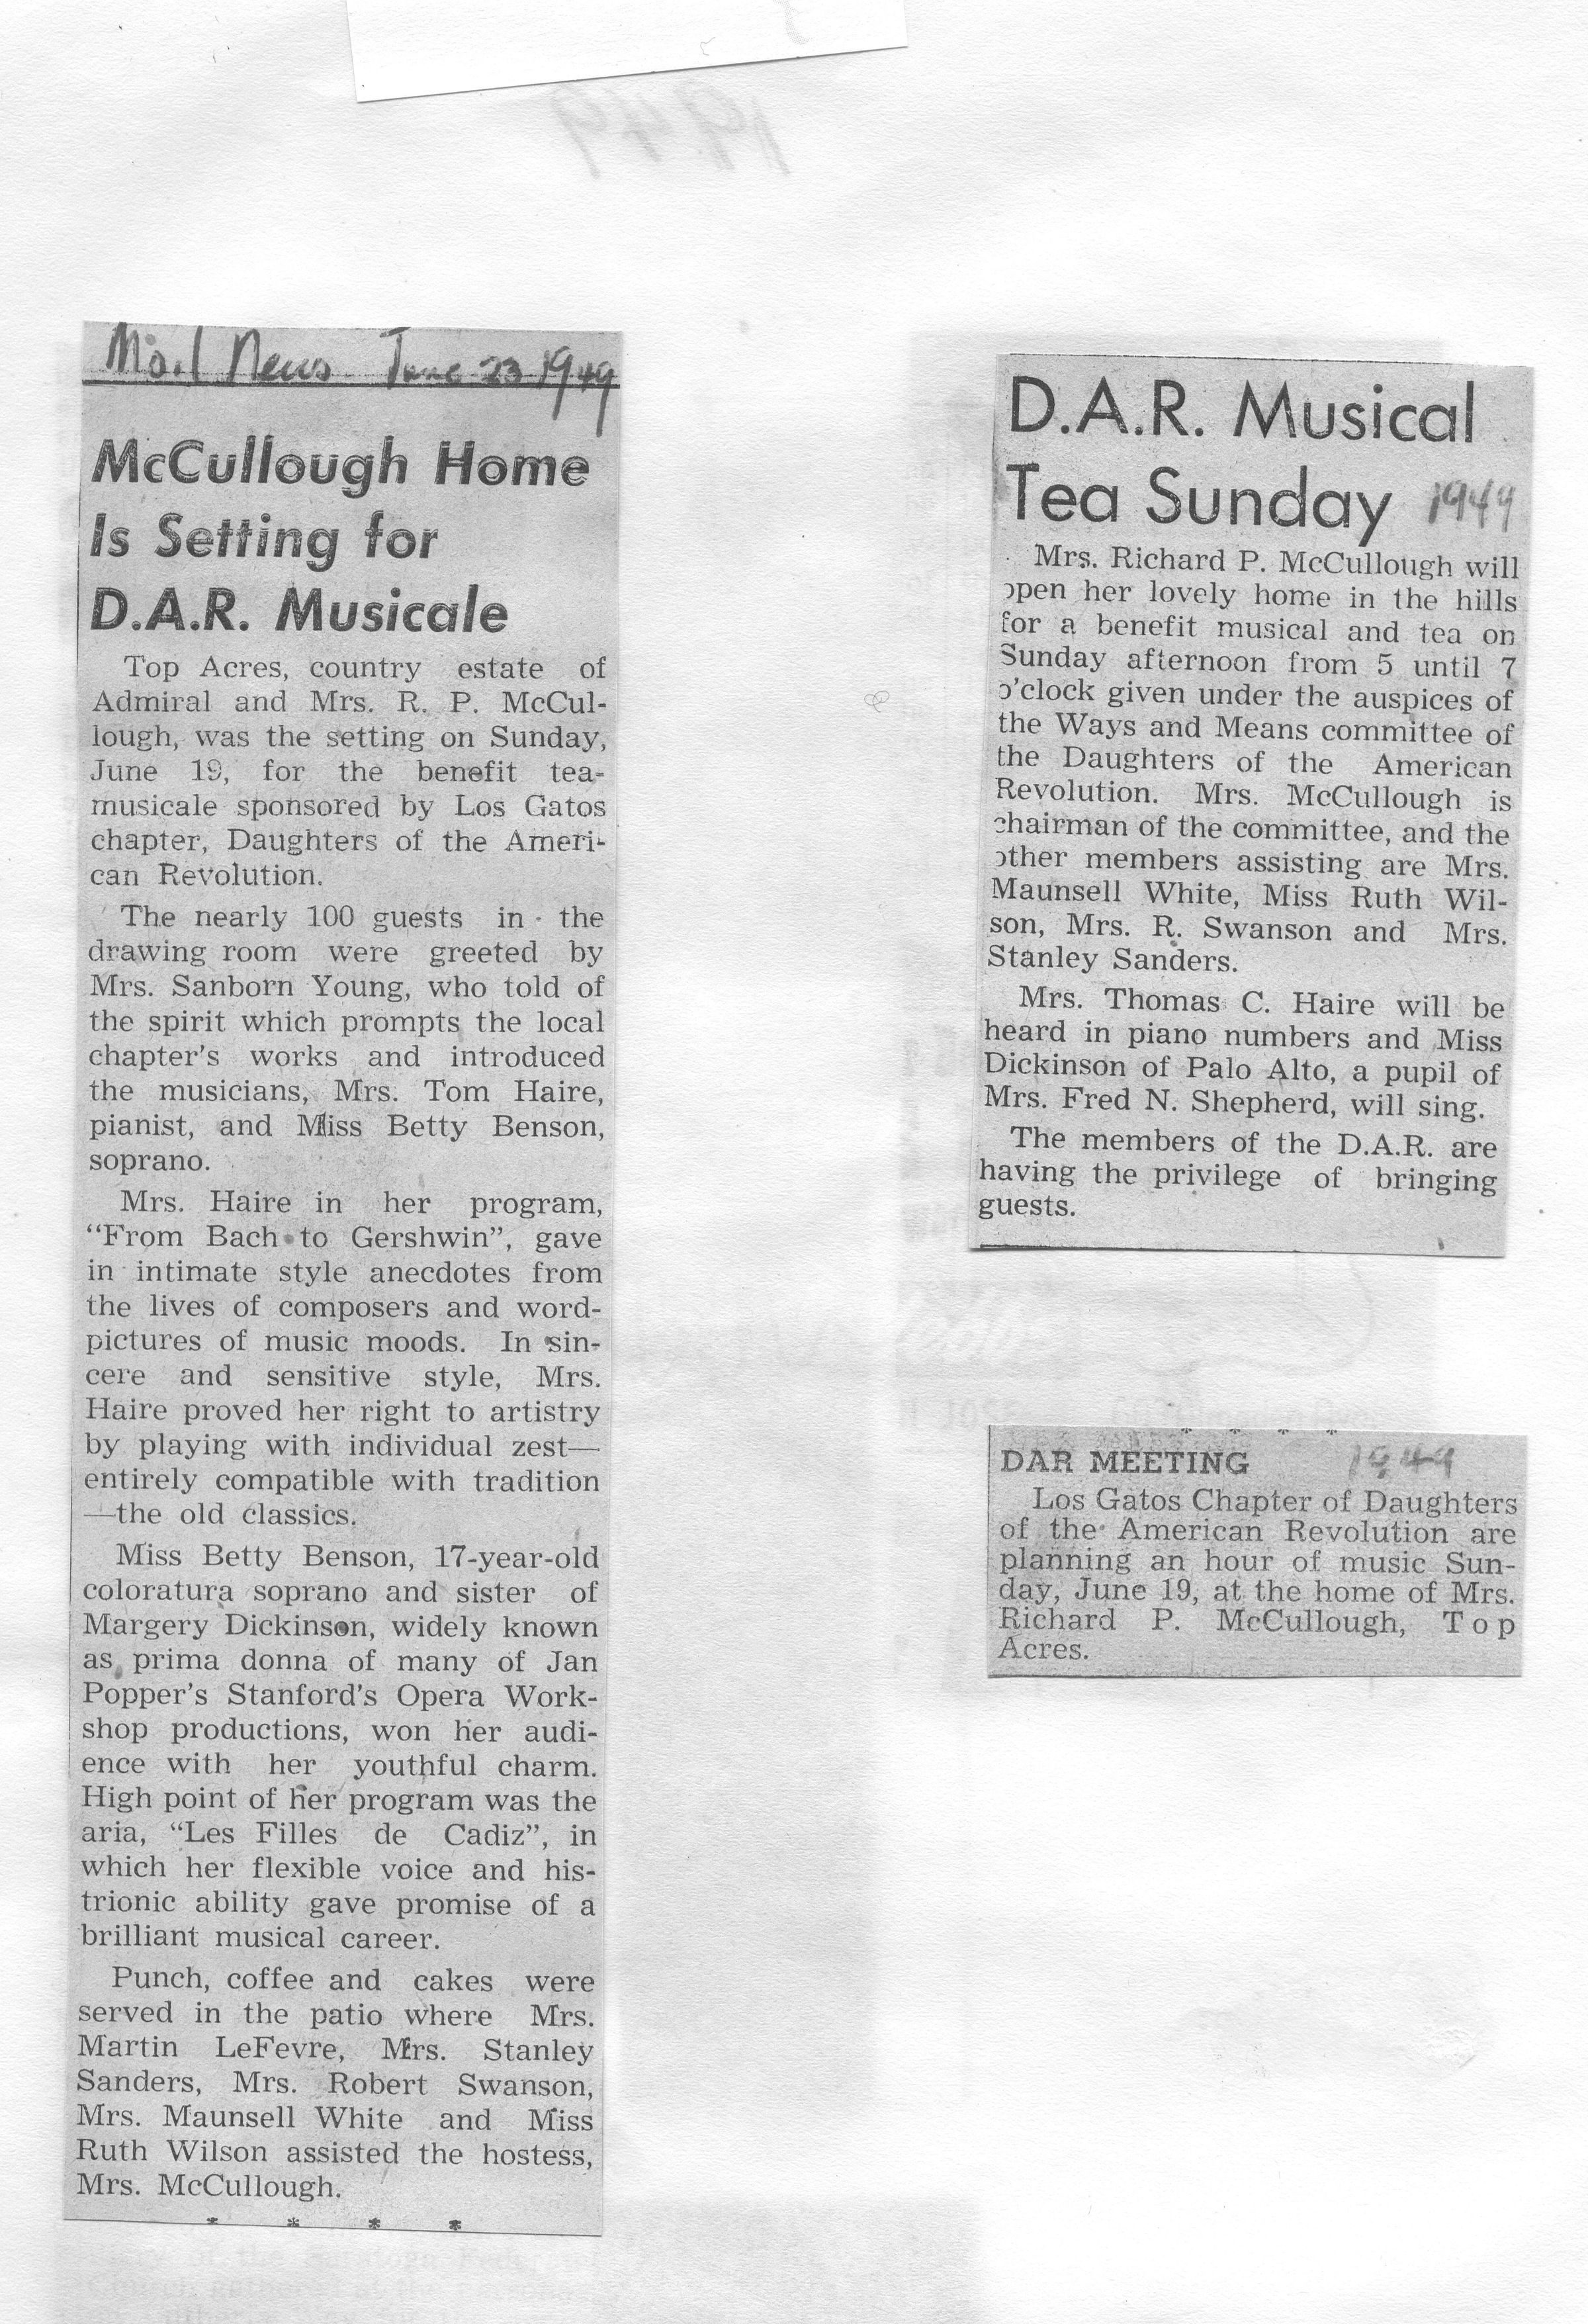 1949
Mail News June 23 1949
McCullough Home
Is Setting for
D.A.R. Musicale
Top Acres, country estate of
Admiral and Mrs. R. P. McCul-
lough, was the setting on Sunday,
June 19, for the benefit tea-
musicale sponsored by Los Gatos
chapter, Daughters of the Ameri-
can Revolution.
The nearly 100 guests in the
drawing room were greeted by
Mrs. Sanborn Young, who told of
the spirit which prompts the local
chapter's works and introduced
the musicians, Mrs. Tom Haire,
pianist, and Miss Betty Benson,
soprano.
Mrs. Haire in her program,
"From Bach to Gershwin", gave
in intimate style anecdotes from
the lives of composers and word-
pictures of music moods. In sin-
cere and sensitive style, Mrs.
Haire proved her right to artistry
by playing with individual zest—
entirely compatible with tradition
—the old classics.
Miss Betty Benson, 17-year-old
coloratura soprano and sister of
Margery Dickinson, widely known
as prima donna of many of Jan
Popper's Stanford's Opera Work-
shop productions, won her audi-
ence with her youthful charm.
High point of her program was the
aria, "Les Filles de Cadiz", in
which her flexible voice and his-
trionic ability gave promise of a
brilliant musical career.
Punch, coffee and cakes were
served in the patio where Mrs.
Martin LeFevre, Mrs. Stanley
Sanders, Mrs. Robert Swanson,
Mrs. Maunsell White and Miss
Ruth Wilson assisted the hostess,
Mrs. McCullough.
* * * *
D.A.R. Musical
Tea Sunday 1949
Mrs. Richard P. McCullough will
open her lovely home in the hills
for a benefit musical and tea on
Sunday afternoon from 5 until 7
o'clock given under the auspices of
the Ways and Means committee of
the Daughters of the American
Revolution. Mrs. McCullough is
chairman of the committee, and the
other members assisting are Mrs.
Maunsell White, Miss Ruth Wil-
son, Mrs. R. Swanson and Mrs.
Stanley Sanders.
Mrs. Thomas C. Haire will be
heard in piano numbers and Miss
Dickinson of Palo Alto, a pupil of
Mrs. Fred N. Shepherd, will sing.
The members of the D.A.R. are
having the privilege of bringing
guests.
* * * *
DAR MEETING 1949
Los Gatos Chapter of Daughters
of the American Revolution are
planning an hour of music Sun-
day, June 19, at the home of Mrs.
Richard P. McCullough, Top
Acres.